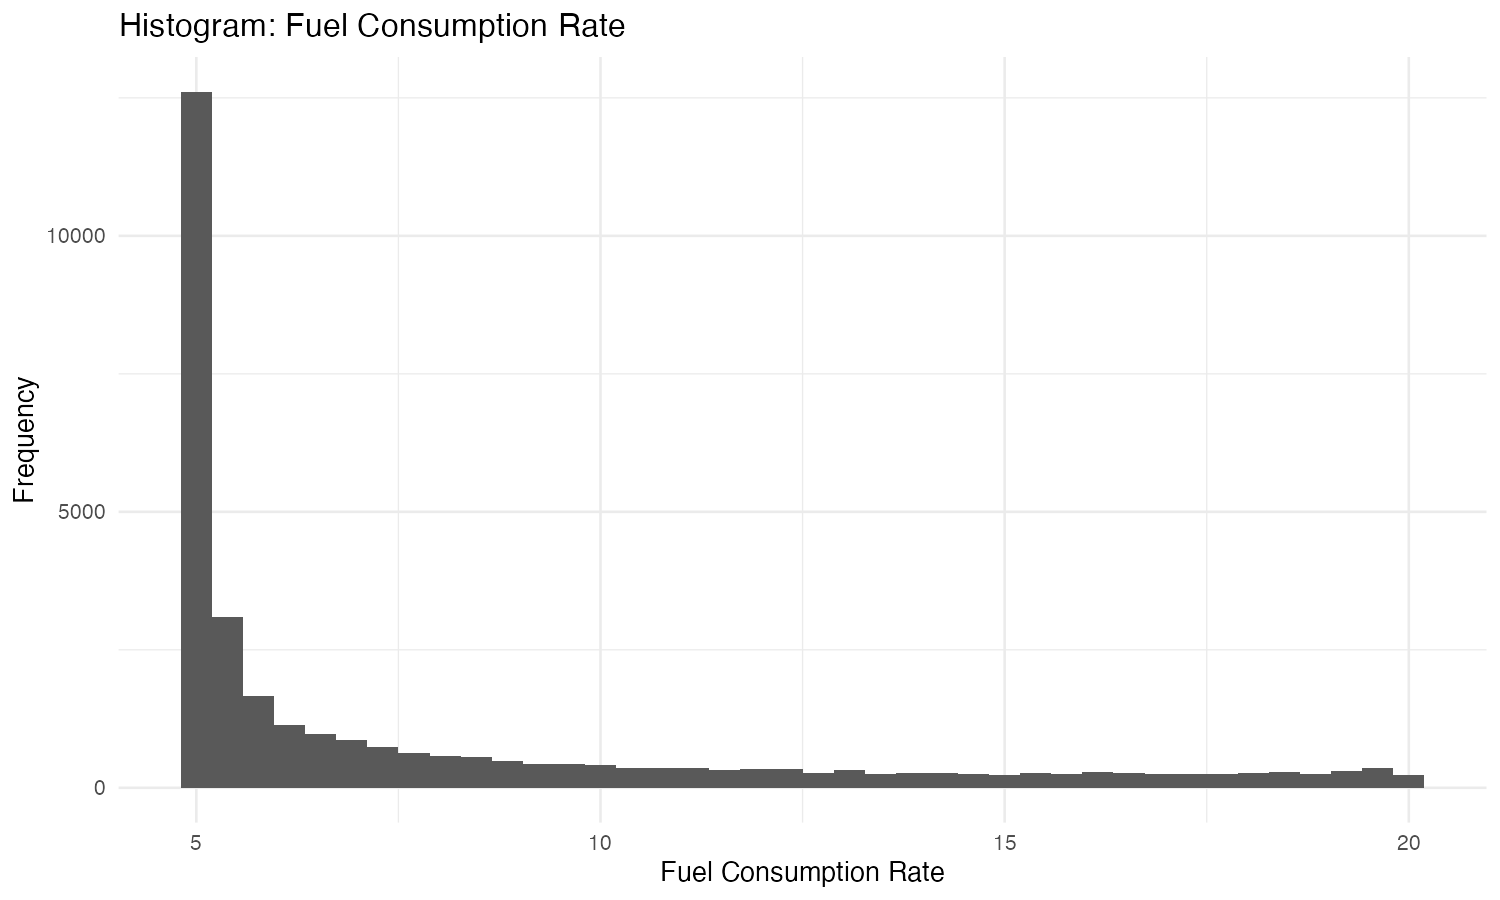 Histogram: Fuel Consumption Rate
10000
5000
0
Frequency
5 10 15 20
Fuel Consumption Rate